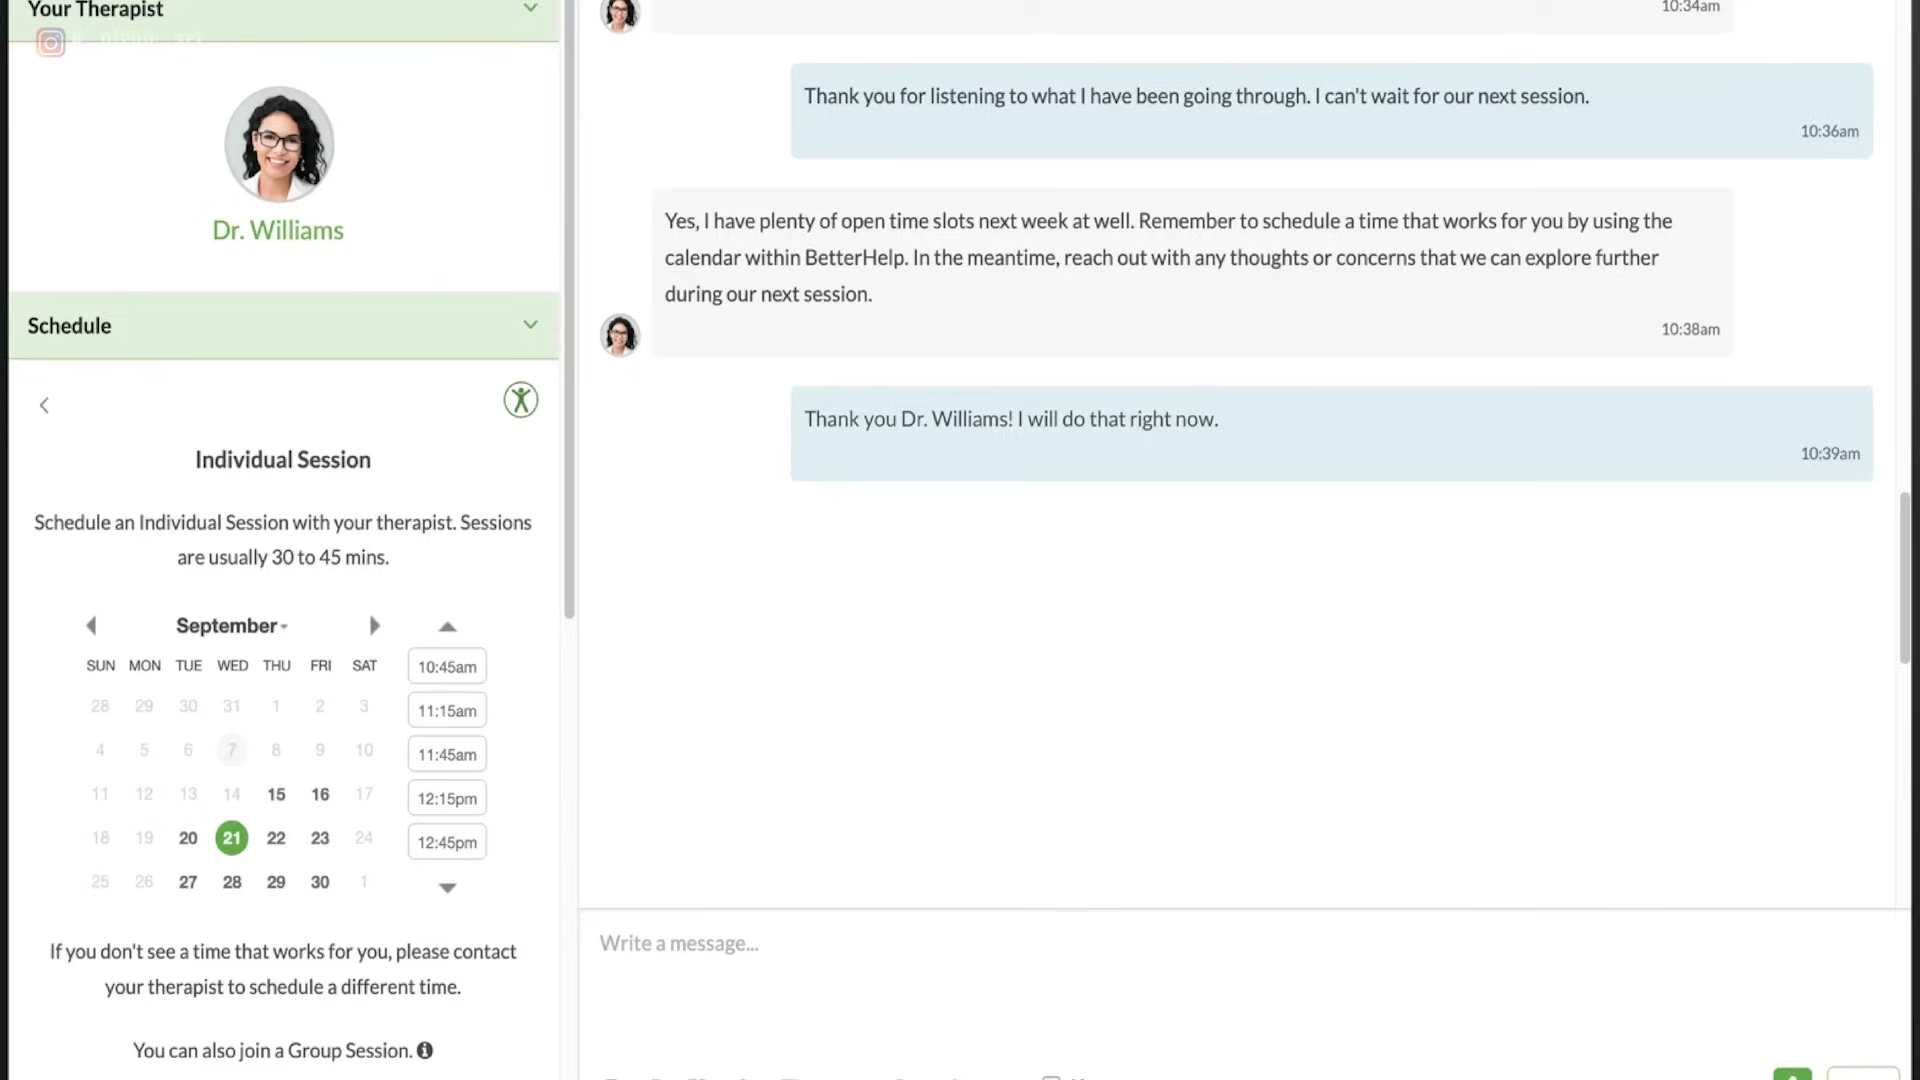 Your Therapist
Dr. Williams
Schedule
Individual Session
Schedule an Individual Session with your therapist. Sessions
are usually 30 to 45 mins.
September
SUN MON TUE WED THU FRI SAT
28 29 30 31 1 2 3
4 5 6 7 8 9 10
11 12 13 14 15 16 17
18 19 20 21 22 23 24
25 26 27 28 29 30 1
10:45am
11:15am
11:45am
12:15pm
12:45pm
If you don't see a time that works for you, please contact
your therapist to schedule a different time.
You can also join a Group Session.
10:34am
Thank you for listening to what I have been going through. I can't wait for our next session.
10:36am
Yes, I have plenty of open time slots next week at well. Remember to schedule a time that works for you by using the
calendar within BetterHelp. In the meantime, reach out with any thoughts or concerns that we can explore further
during our next session.
10:38am
Thank you Dr. Williams! I will do that right now.
10:39am
Write a message...